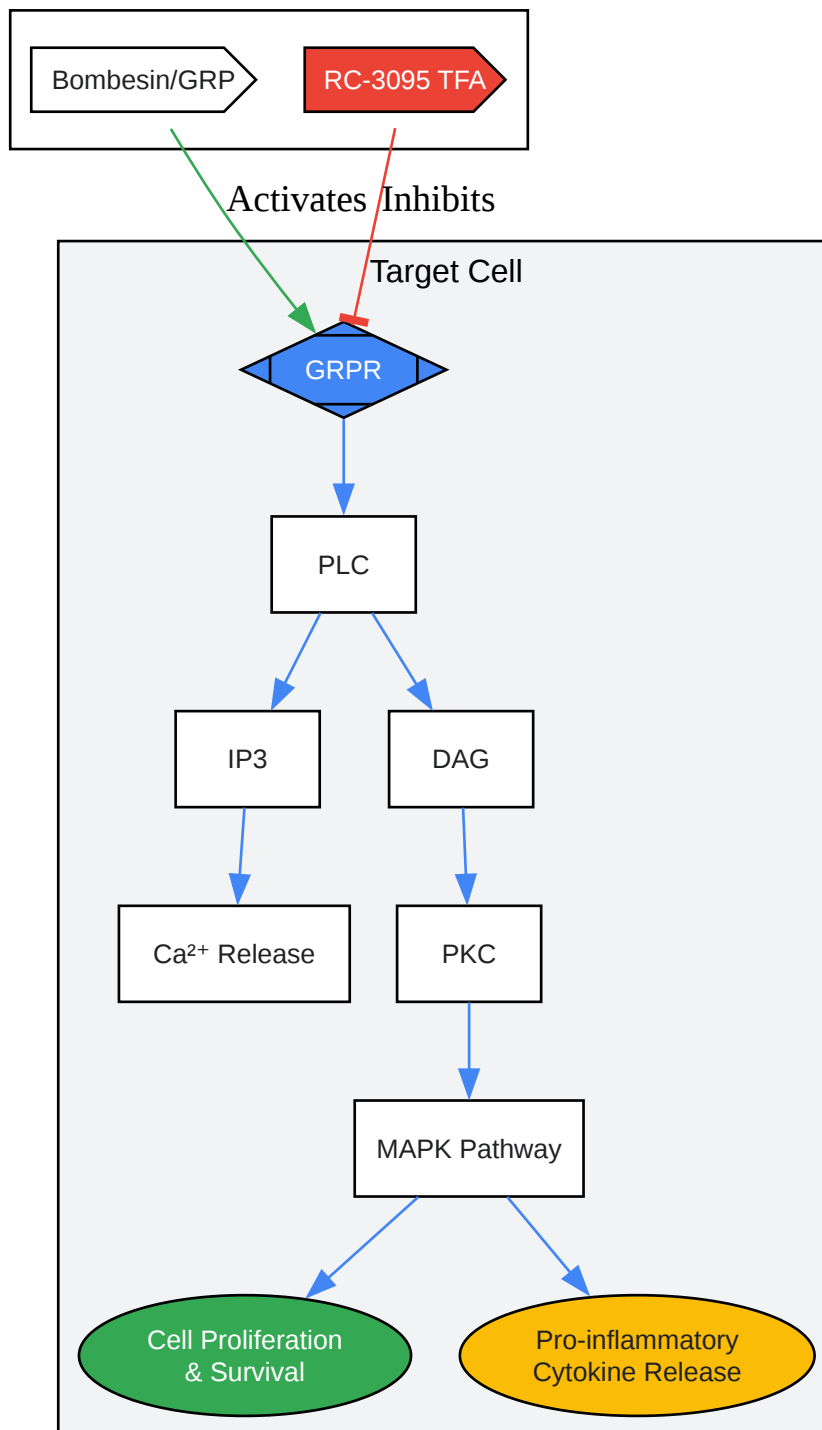 Bombesin/GRP
RC-3095 TFA
Activates
Inhibits
Target Cell
GRPR
PLC
IP3
DAG
Ca²⁺ Release
PKC
MAPK Pathway
Cell Proliferation
& Survival
Pro-inflammatory
Cytokine Release